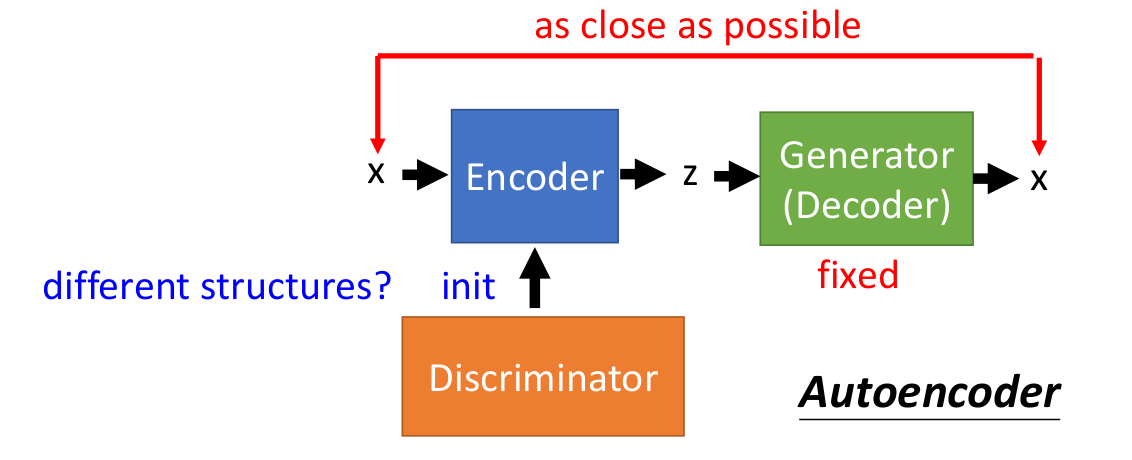 as close as possible
x
Encoder
z
Generator
(Decoder)
x
different structures?
init
fixed
Discriminator
Autoencoder